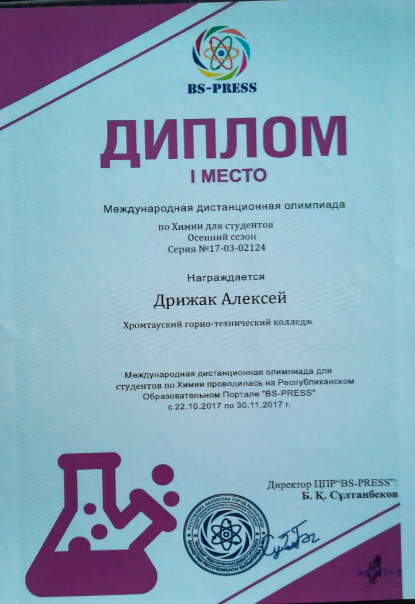 BS-PRESS
ДИПЛОМ
I МЕСТО
Международная дистанционная олимпиада
по Химии для студентов
Осенний сезон
Серия №17-03-02124
Награждается
Дрижак Алексей
Хромтауский горно-технический колледж
Международная дистанционная олимпиада для
студентов по Химии проводилась на Республиканском
Образовательном Портале "BS-PRESS"
с 22.10.2017 по 30.11.2017 г.
Директор ЦПР"BS-PRESS":
Б. Қ. Сұлтанбеков